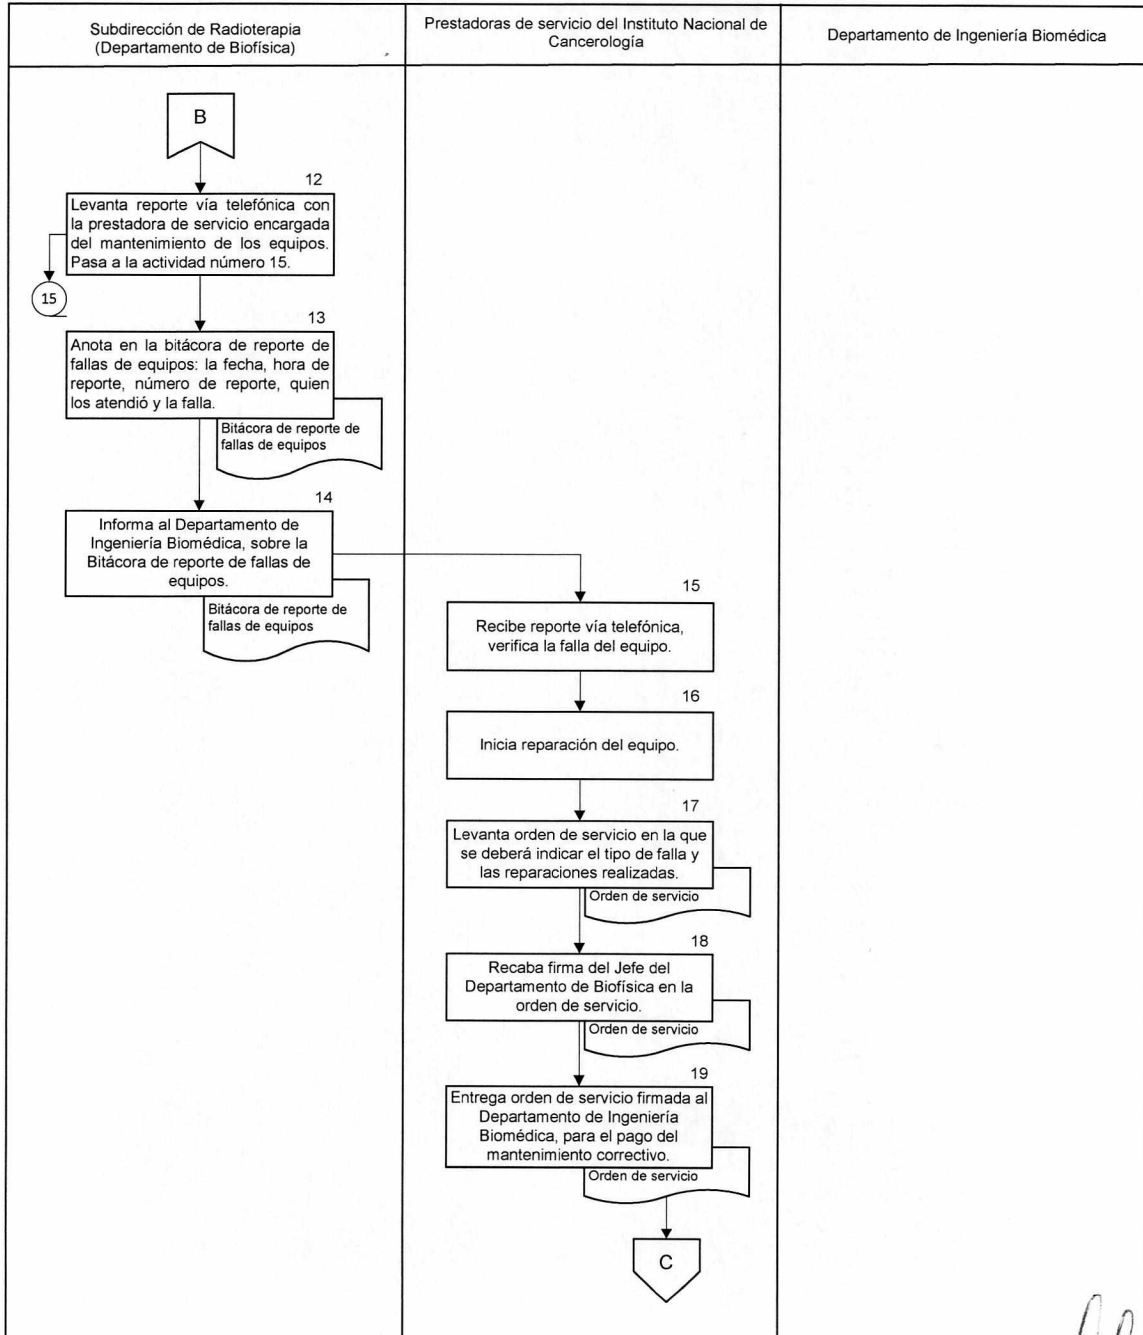 Subdirección de Radioterapia
(Departamento de Biofísica)
Prestadoras de servicio del Instituto Nacional de
Cancerología
Departamento de Ingeniería Biomédica
B
12
Levanta reporte vía telefónica con
la prestadora de servicio encargada
del mantenimiento de los equipos.
Pasa a la actividad número 15.
15
13
Anota en la bitácora de reporte de
fallas de equipos: la fecha, hora de
reporte, número de reporte, quien
los atendió y la falla.
Bitácora de reporte de
fallas de equipos
14
Informa al Departamento de
Ingeniería Biomédica, sobre la
Bitácora de reporte de fallas de
equipos.
Bitácora de reporte de
fallas de equipos
15
Recibe reporte vía telefónica,
verifica la falla del equipo.
16
Inicia reparación del equipo.
17
Levanta orden de servicio en la que
se deberá indicar el tipo de falla y
las reparaciones realizadas.
Orden de servicio
18
Recaba firma del Jefe del
Departamento de Biofísica en la
orden de servicio.
Orden de servicio
19
Entrega orden de servicio firmada al
Departamento de Ingeniería
Biomédica, para el pago del
mantenimiento correctivo.
Orden de servicio
C